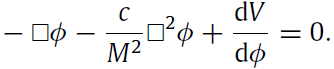 − □ϕ − c/M² □²ϕ + dV/dϕ = 0.